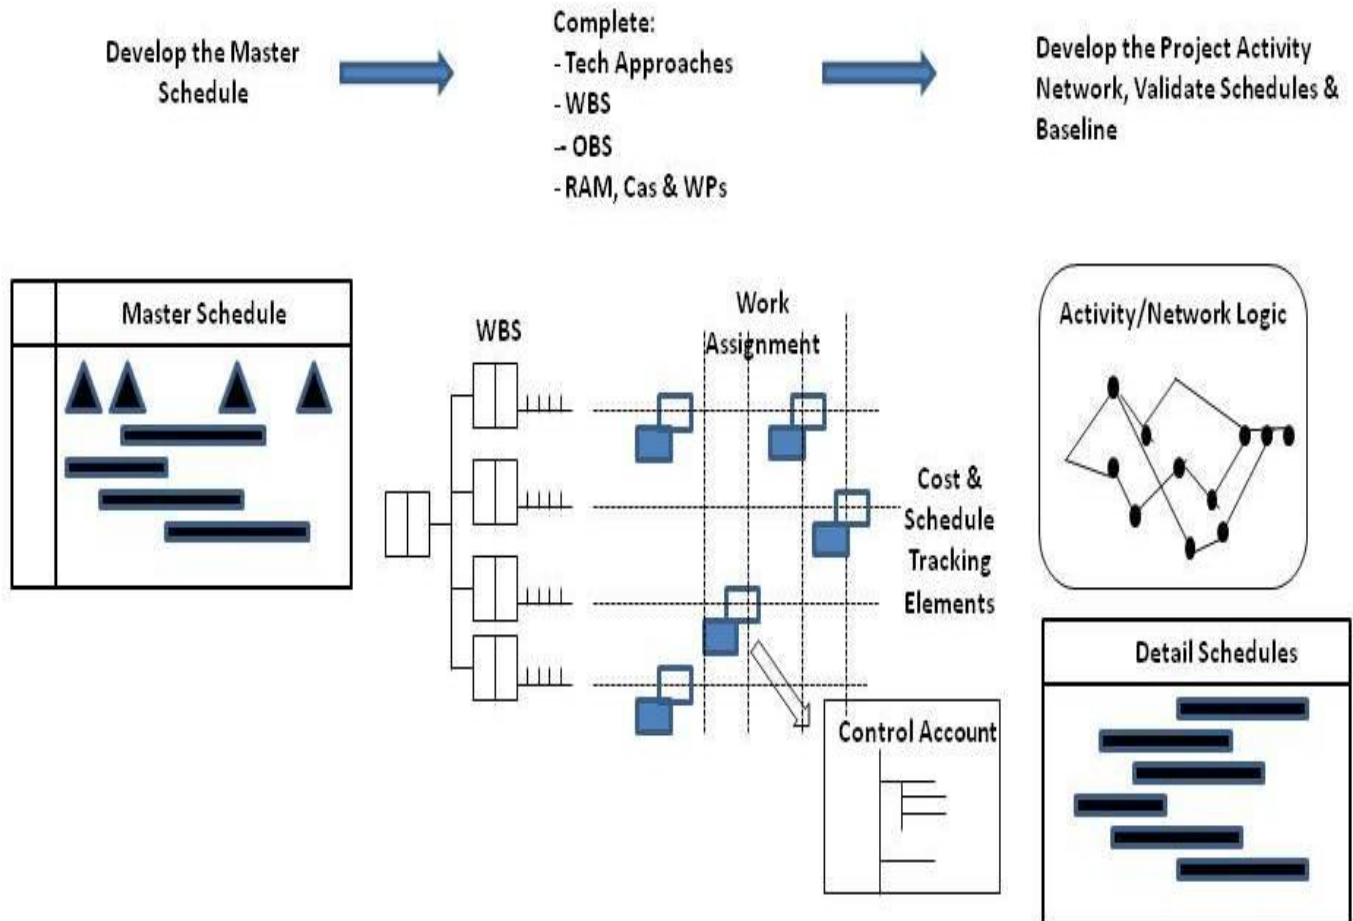 Develop the Master
Schedule
Complete:
- Tech Approaches
- WBS
-- OBS
- RAM, Cas & WPs
Develop the Project Activity
Network, Validate Schedules &
Baseline
Master Schedule
WBS
Work
Assignment
Cost &
Schedule
Tracking
Elements
Control Account
Activity/Network Logic
Detail Schedules